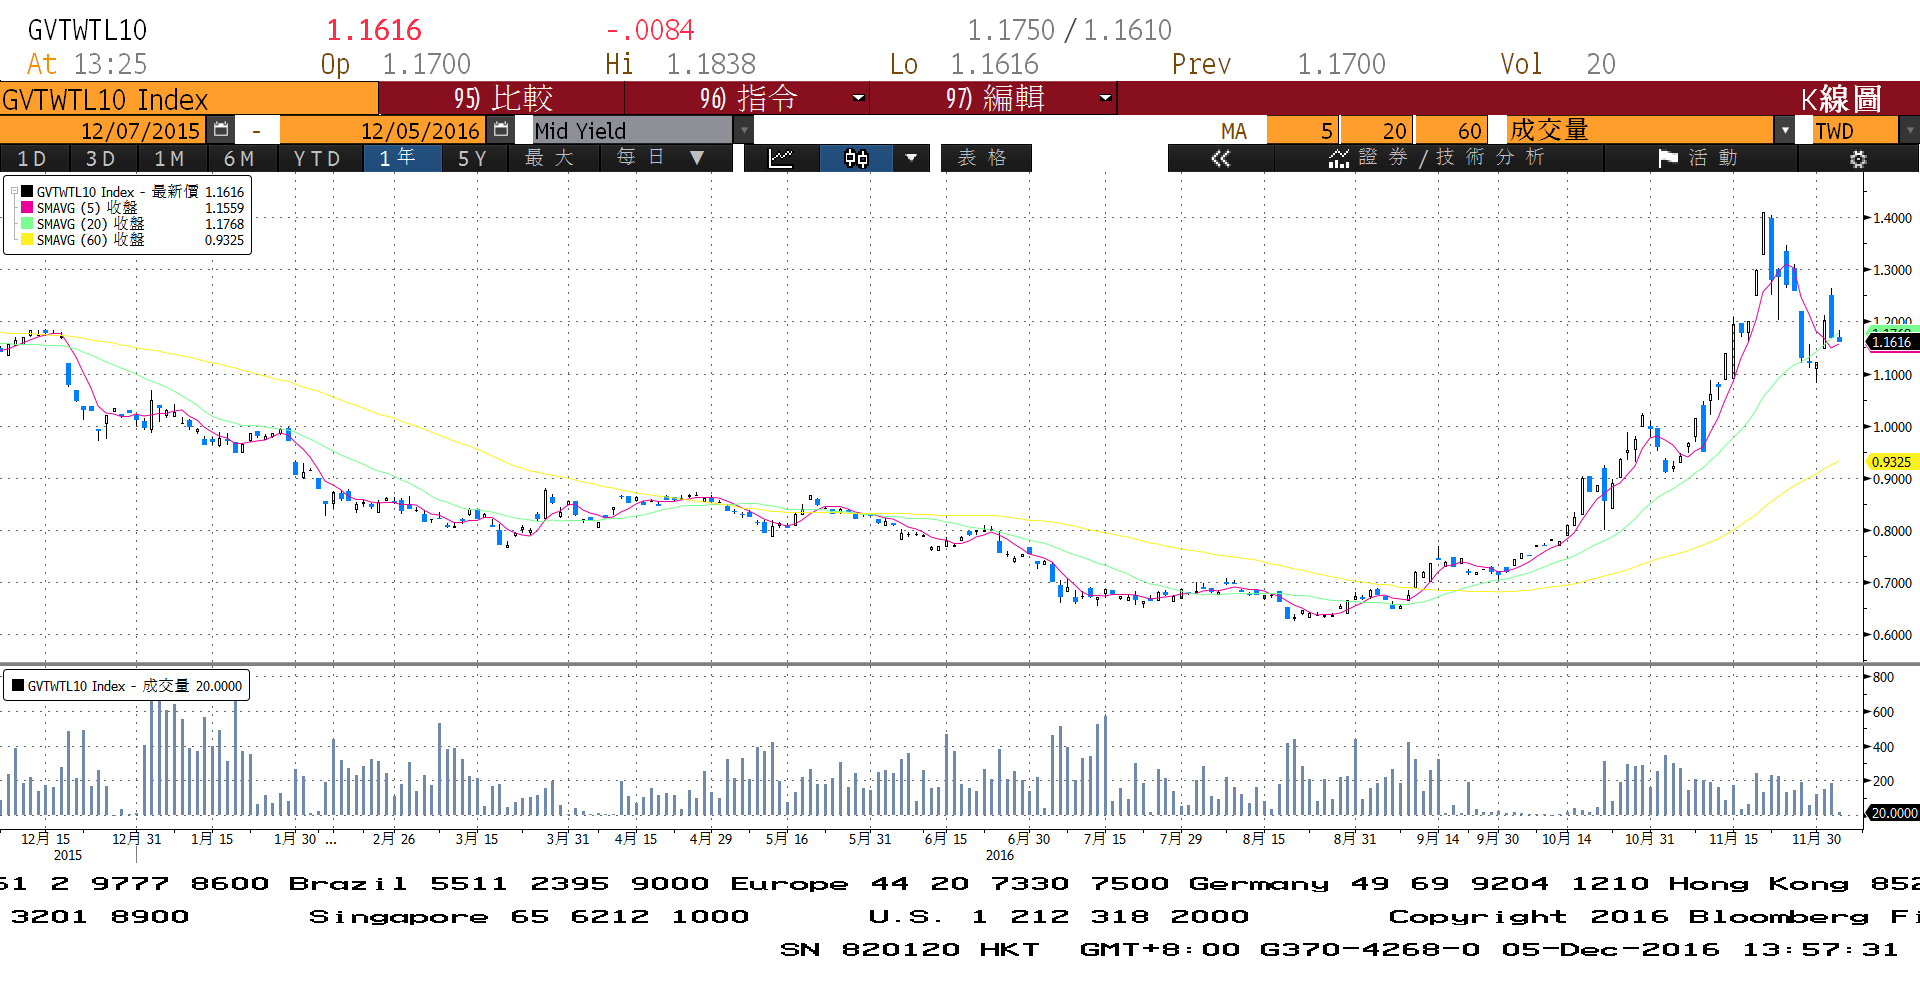 GVTWTL10 1.1616 -.0084 1.1750 / 1.1610
At 13:25 Op 1.1700 Hi 1.1838 Lo 1.1616 Prev 1.1700 Vol 20
GVTWTL10 Index 95) 比較 96) 指令 97) 編輯 K線圖
12/07/2015 - 12/05/2016 Mid Yield MA 5 20 60 成交量 TWD
1D 3D 1M 6M YTD 1年 5Y 最大 每日 ▼ 表格 « 證券/技術分析 活動
GVTWTL10 Index - 最新價 1.1616
SMAVG (5) 收盤 1.1559
SMAVG (20) 收盤 1.1768
SMAVG (60) 收盤 0.9325
1.4000
1.3000
1.2000
1.1768
1.1616
1.1000
1.0000
0.9325
0.9000
0.8000
0.7000
0.6000
GVTWTL10 Index - 成交量 20.0000
800
600
400
200
20.0000
12月 15 12月 31 1月 15 1月 30 ... 2月 26 3月 15 3月 31 4月 15 4月 29 5月 16 5月 31 6月 15 6月 30 7月 15 7月 29 8月 15 8月 31 9月 14 9月 30 10月 14 10月 31 11月 15 11月 30
2015 2016
61 2 9777 8600 Brazil 5511 2395 9000 Europe 44 20 7330 7500 Germany 49 69 9204 1210 Hong Kong 852
3201 8900 Singapore 65 6212 1000 U.S. 1 212 318 2000 Copyright 2016 Bloomberg Fi
SN 820120 HKT GMT+8:00 G370-4268-0 05-Dec-2016 13:57:31